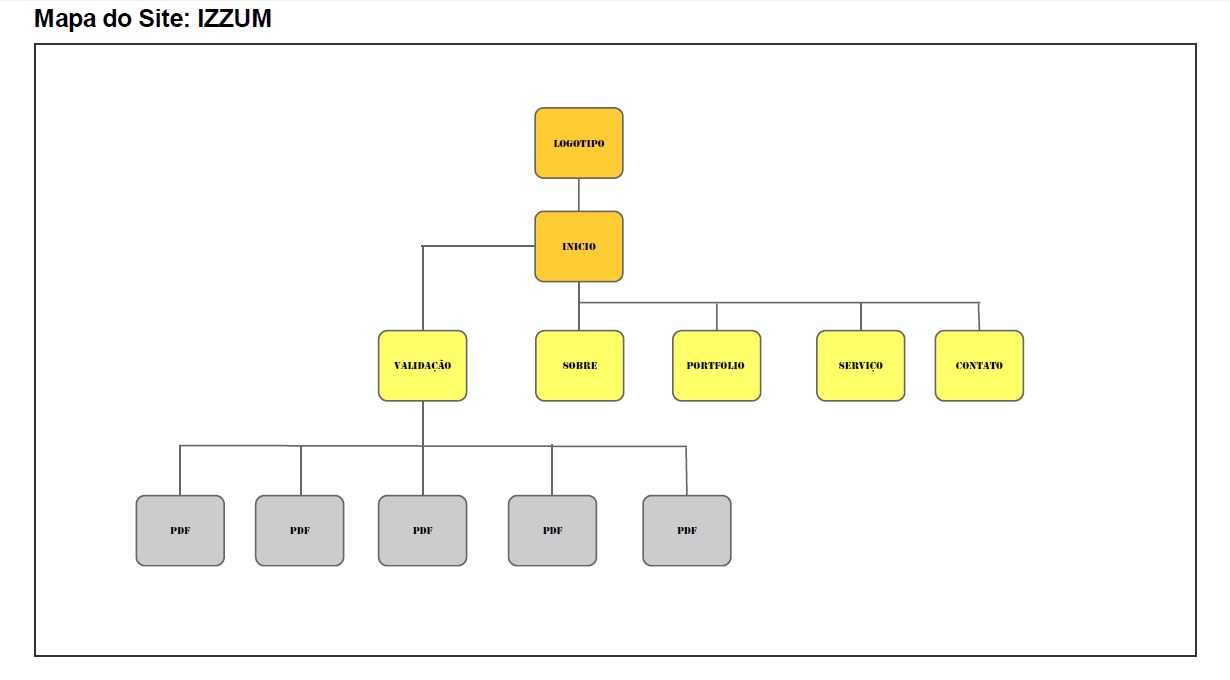 Mapa do Site: IZZUM
LOGOTIPO
INICIO
VALIDAÇÃO
SOBRE
PORTFOLIO
SERVIÇO
CONTATO
PDF
PDF
PDF
PDF
PDF